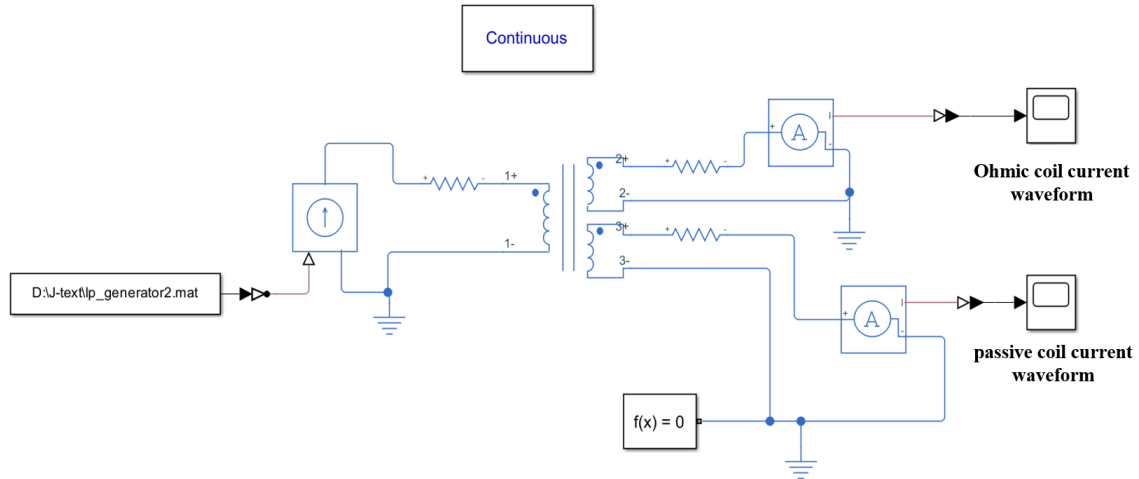 Continuous
D:\J-text\Ip_generator2.mat
+
-
1+
1-
2+
2-
3+
3-
+
-
+
-
A
+
I
-
Ohmic coil current
waveform
A
+
I
-
passive coil current
waveform
f(x) = 0